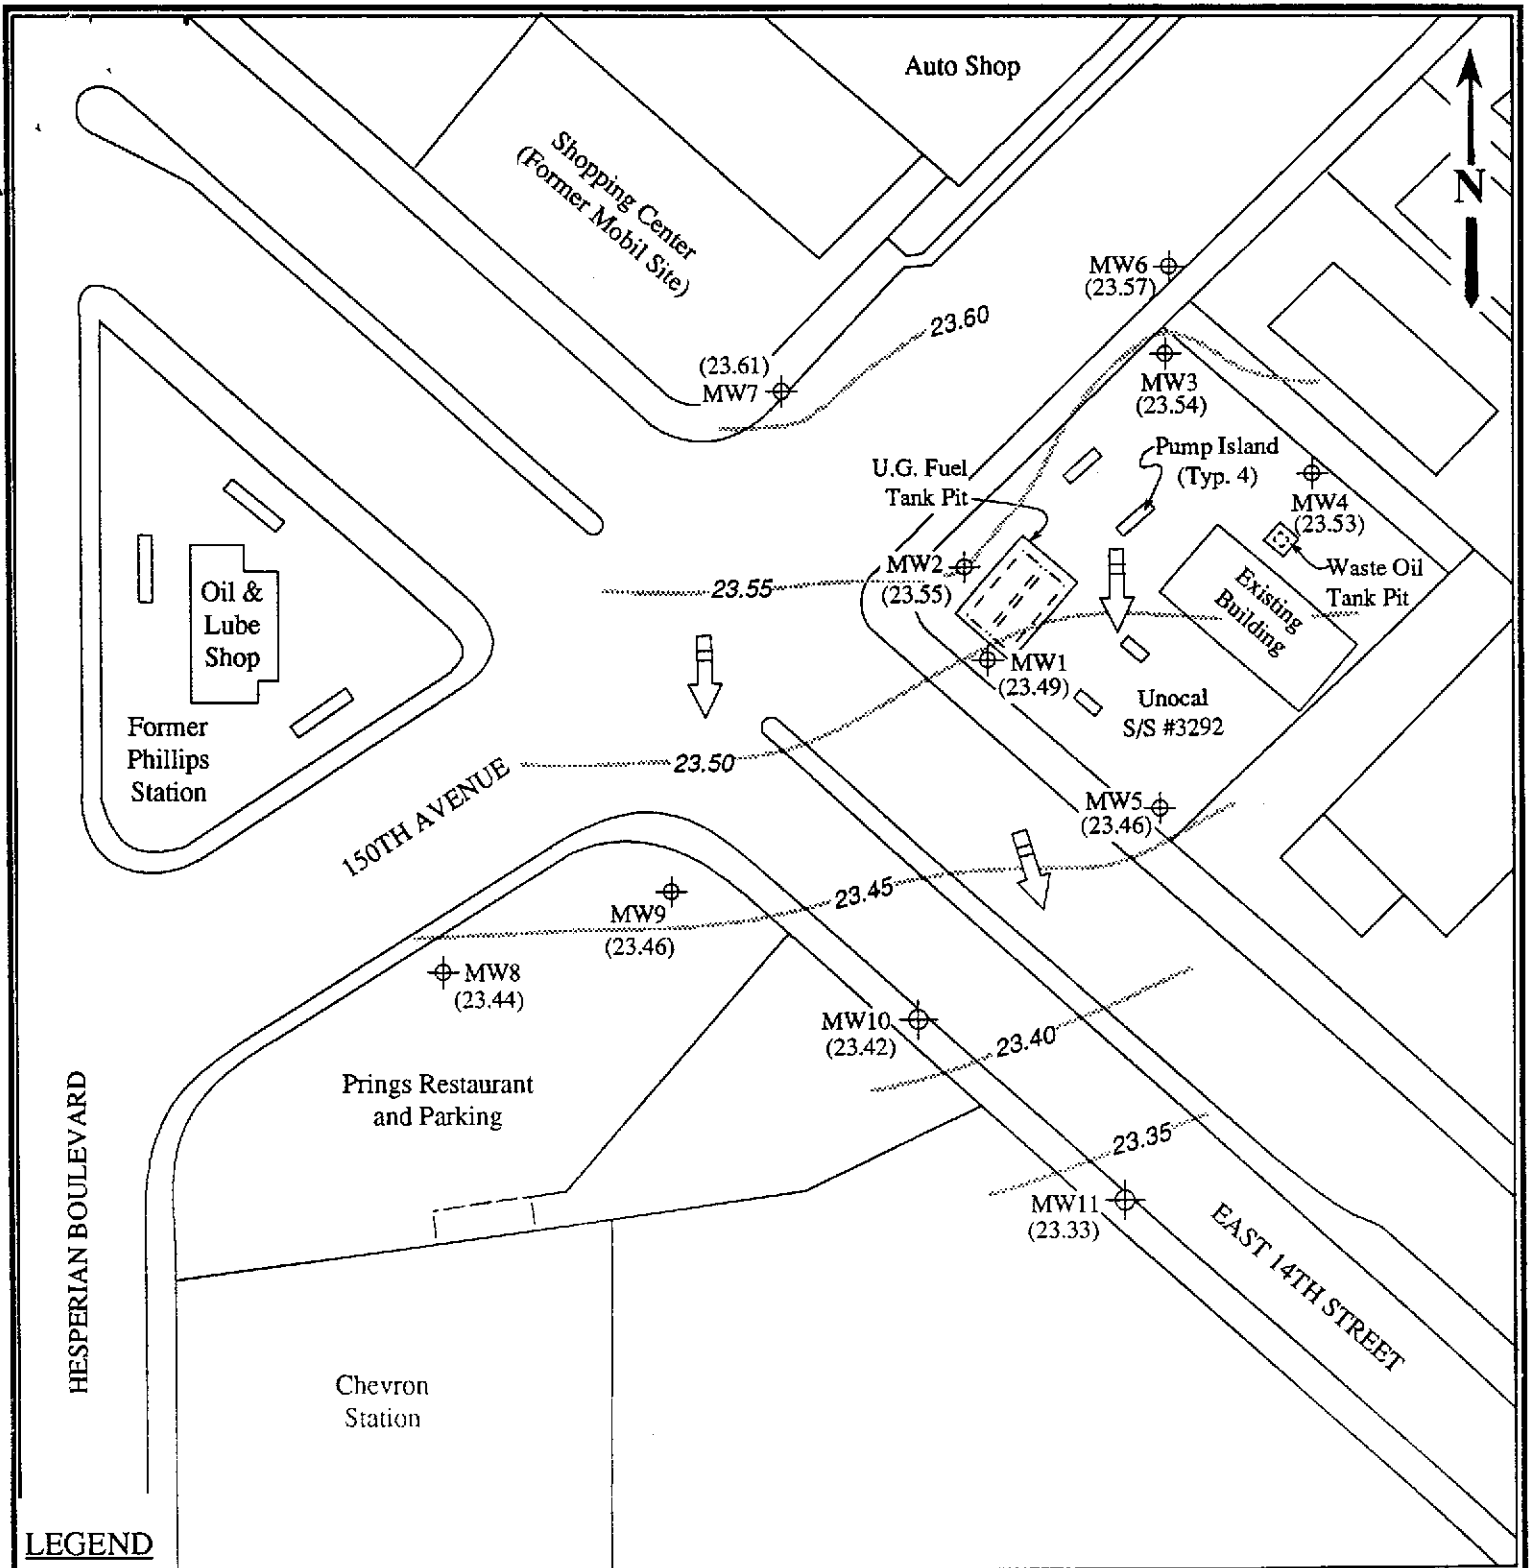 Auto Shop
Shopping Center
(Former Mobil Site)
N
MW6
(23.57)
23.60
(23.61)
MW7
MW3
(23.54)
Pump Island
(Typ. 4)
U.G. Fuel
Tank Pit
MW4
(23.53)
MW2
(23.55)
23.55
Waste Oil
Tank Pit
Existing
Building
Oil &
Lube
Shop
MW1
(23.49)
Unocal
S/S #3292
Former
Phillips
Station
23.50
150TH AVENUE
MW5
(23.46)
23.45
MW9
(23.46)
MW8
(23.44)
MW10
(23.42)
23.40
Prings Restaurant
and Parking
23.35
MW11
(23.33)
HESPERIAN BOULEVARD
EAST 14TH STREET
Chevron
Station
LEGEND